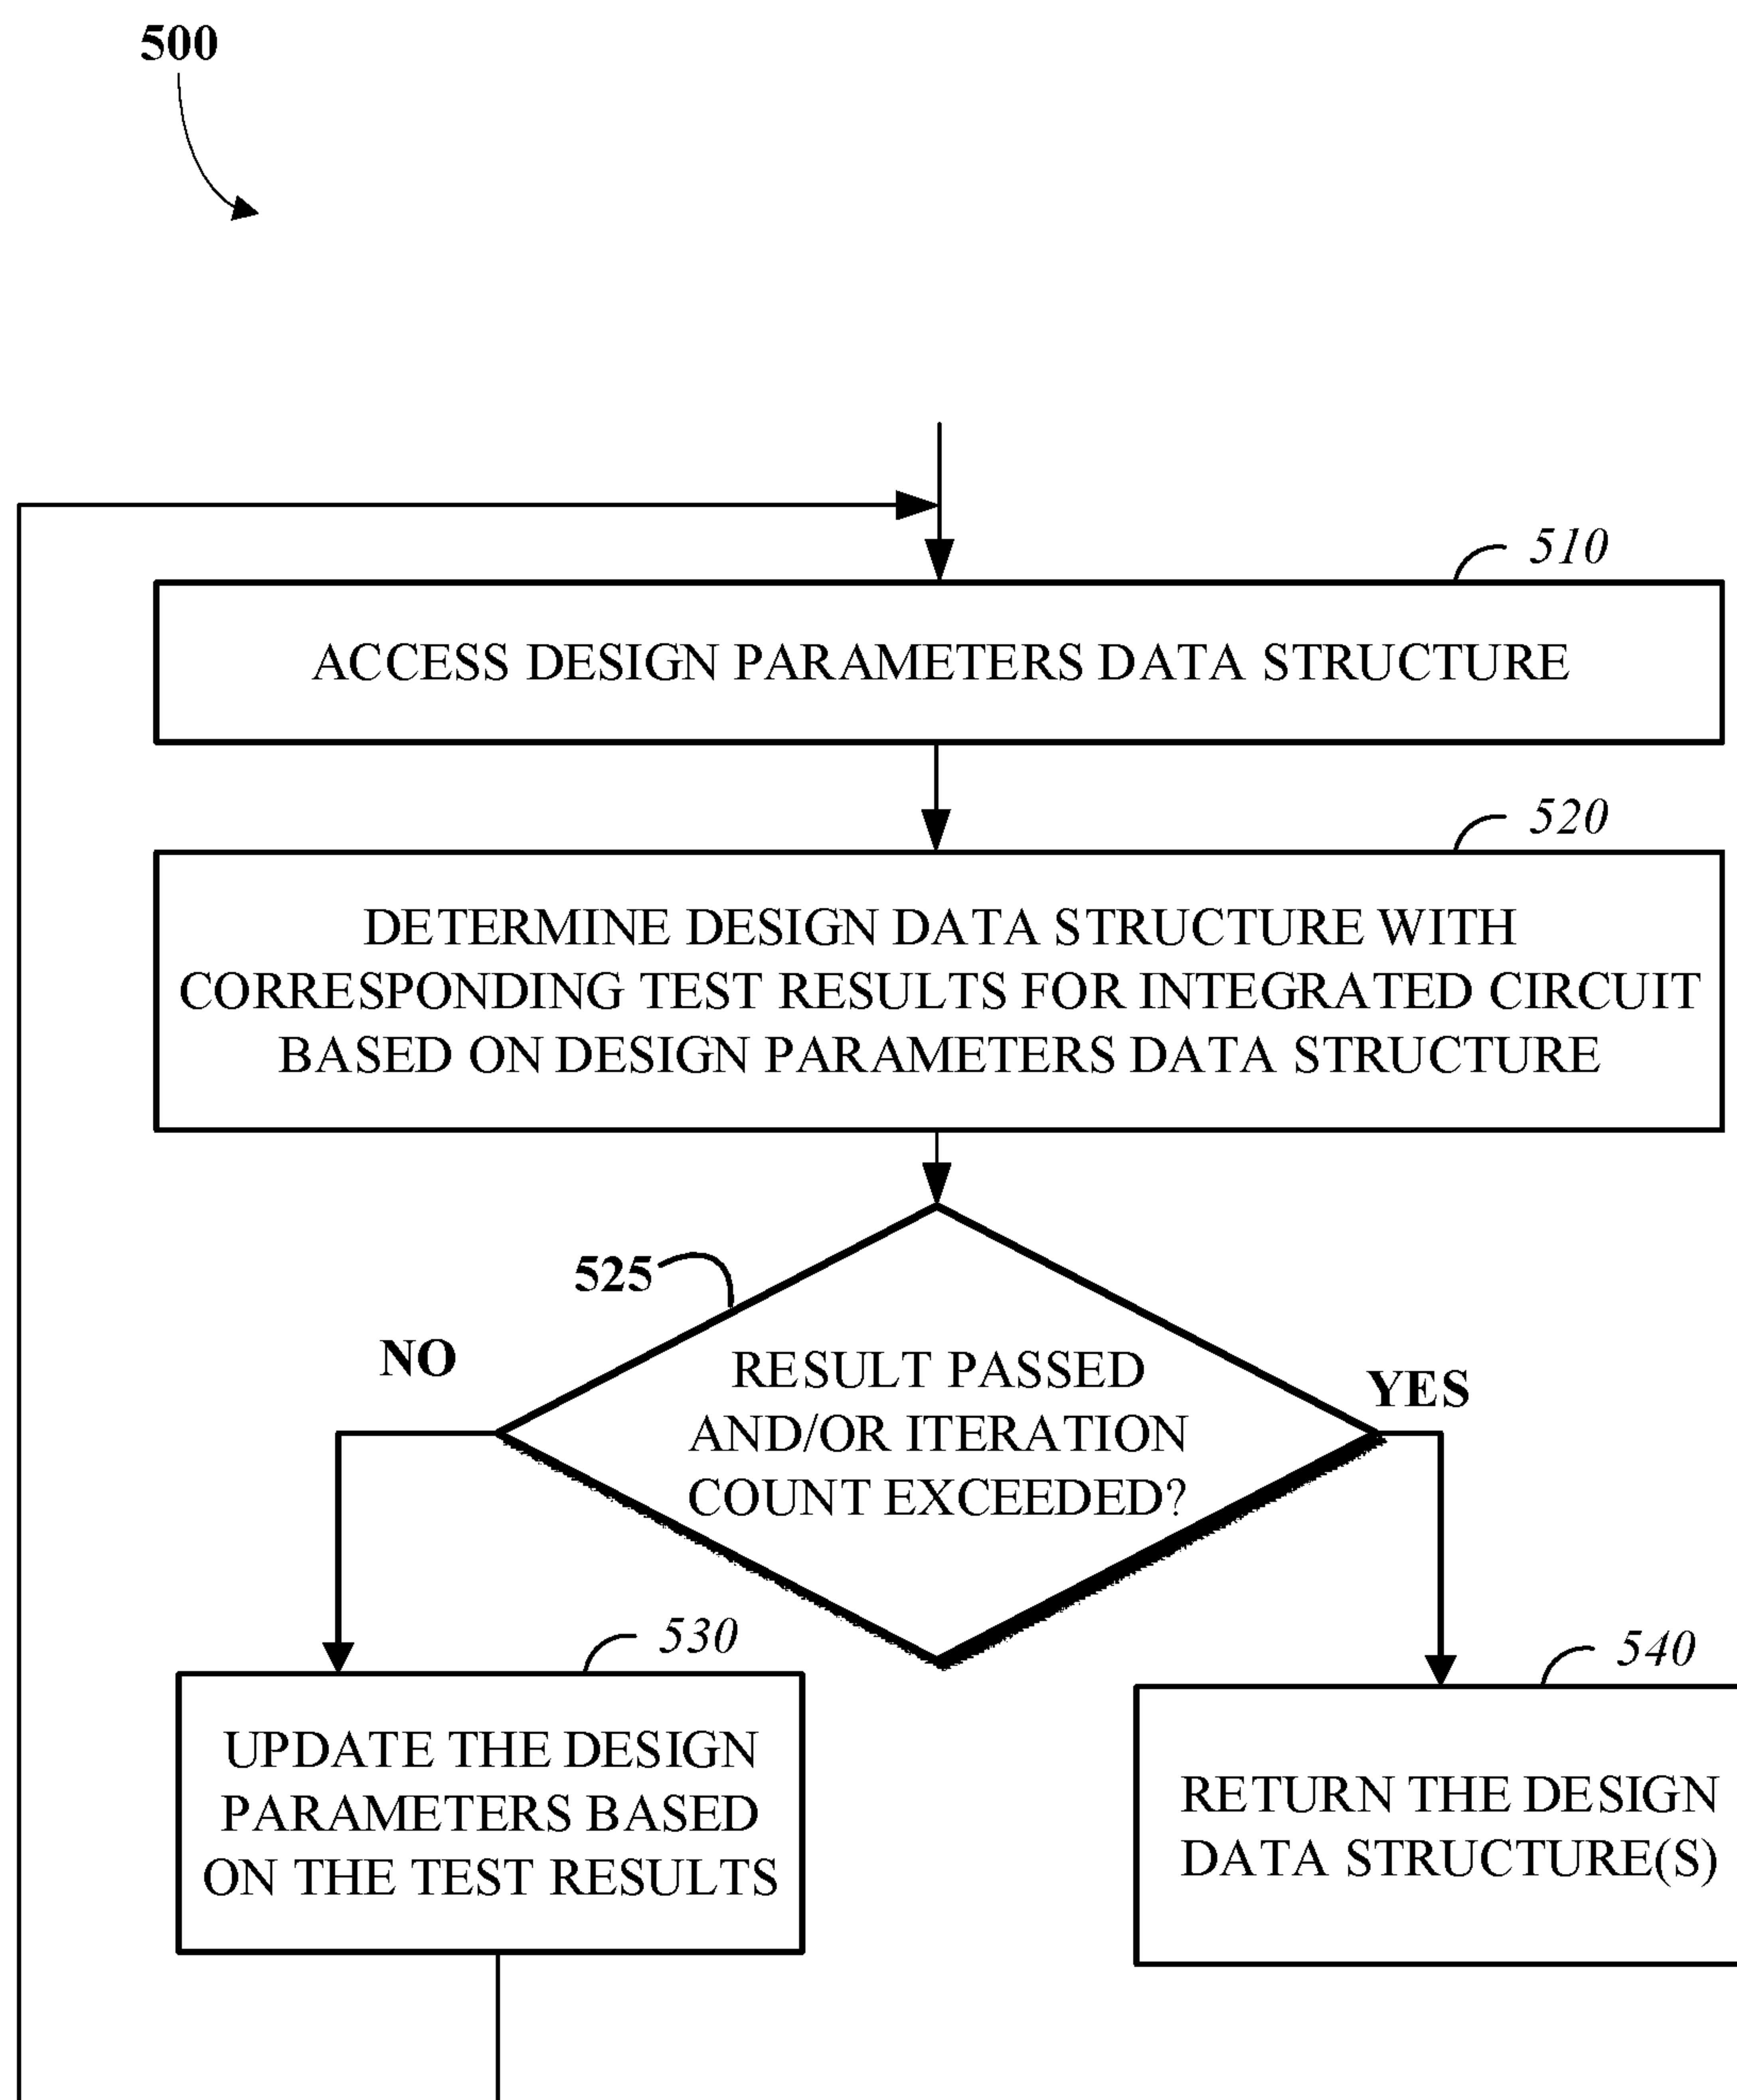 500
510
ACCESS DESIGN PARAMETERS DATA STRUCTURE
520
DETERMINE DESIGN DATA STRUCTURE WITH
CORRESPONDING TEST RESULTS FOR INTEGRATED CIRCUIT
BASED ON DESIGN PARAMETERS DATA STRUCTURE
525
NO
YES
RESULT PASSED
AND/OR ITERATION
COUNT EXCEEDED?
530
UPDATE THE DESIGN
PARAMETERS BASED
ON THE TEST RESULTS
540
RETURN THE DESIGN
DATA STRUCTURE(S)